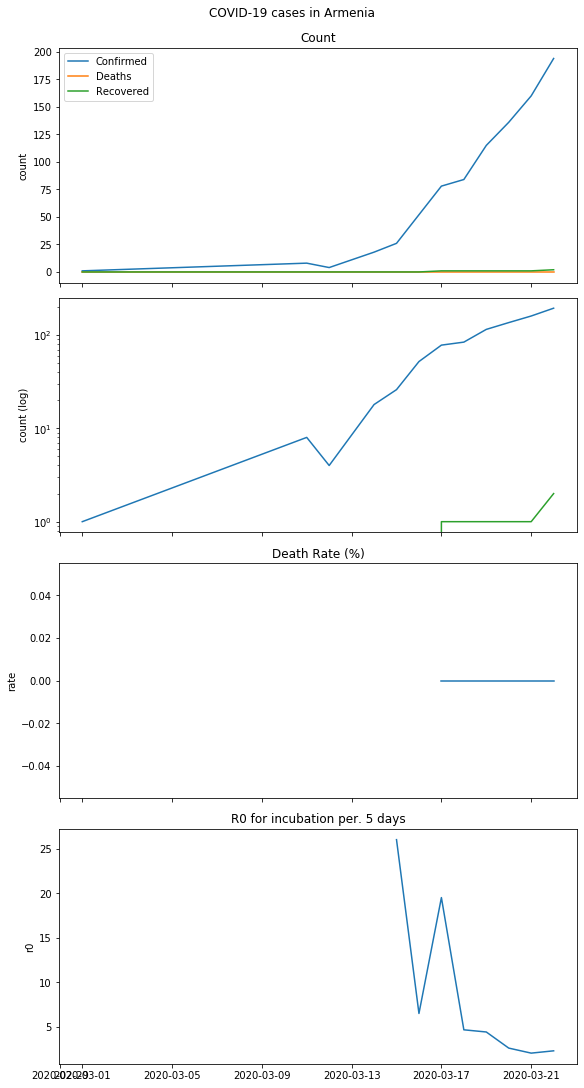 COVID-19 cases in Armenia
Count
200
175
150
125
100
75
50
25
0
count
Confirmed
Deaths
Recovered
10²
10¹
10⁰
count (log)
Death Rate (%)
0.04
0.02
0.00
−0.02
−0.04
rate
R0 for incubation per. 5 days
25
20
15
10
5
r0
2020-03-01 2020-03-05 2020-03-09 2020-03-13 2020-03-17 2020-03-21